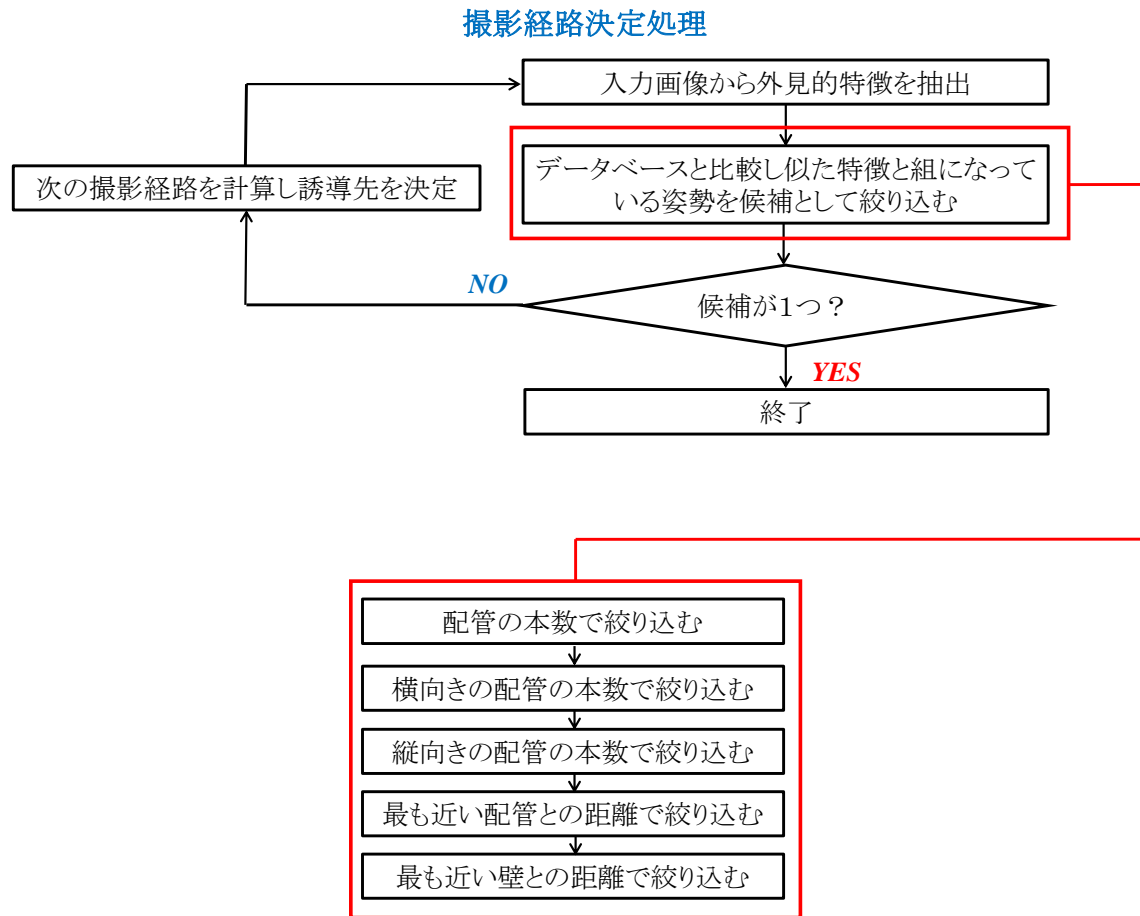 撮影経路決定処理
入力画像から外見的特徴を抽出
データベースと比較し似た特徴と組になって
いる姿勢を候補として絞り込む
次の撮影経路を計算し誘導先を決定
NO
候補が１つ？
YES
終了
配管の本数で絞り込む
横向きの配管の本数で絞り込む
縦向きの配管の本数で絞り込む
最も近い配管との距離で絞り込む
最も近い壁との距離で絞り込む